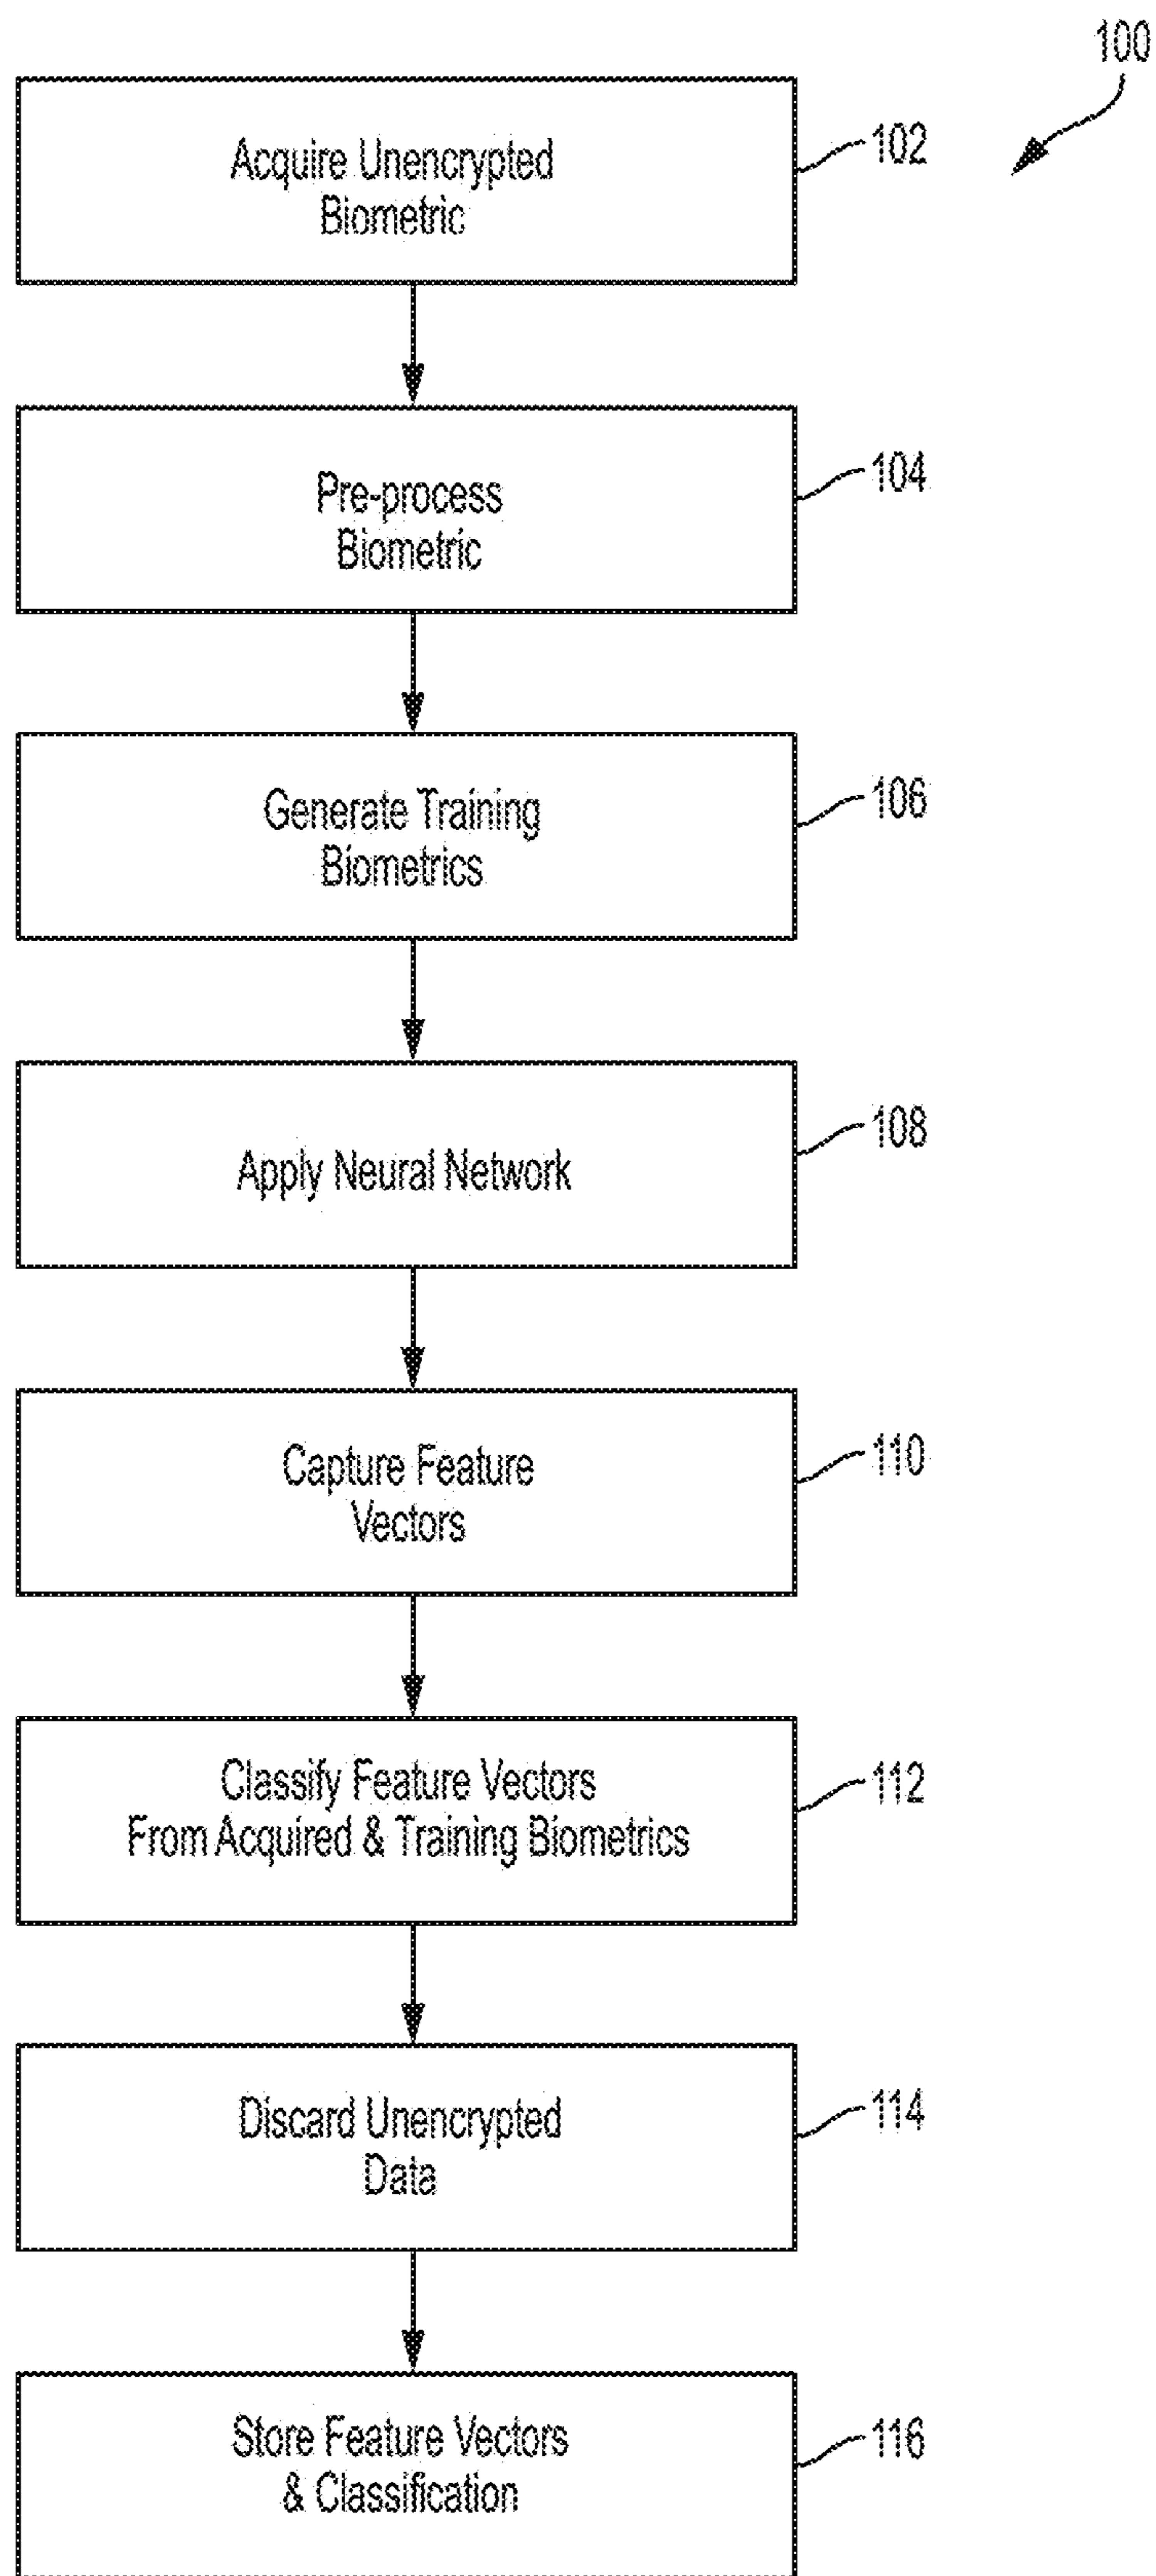 100
Acquire Unencrypted
Biometric
102
Pre-process
Biometric
104
Generate Training
Biometrics
106
Apply Neural Network
108
Capture Feature
Vectors
110
Classify Feature Vectors
From Acquired & Training Biometrics
112
Discard Unencrypted
Data
114
Store Feature Vectors
& Classification
116